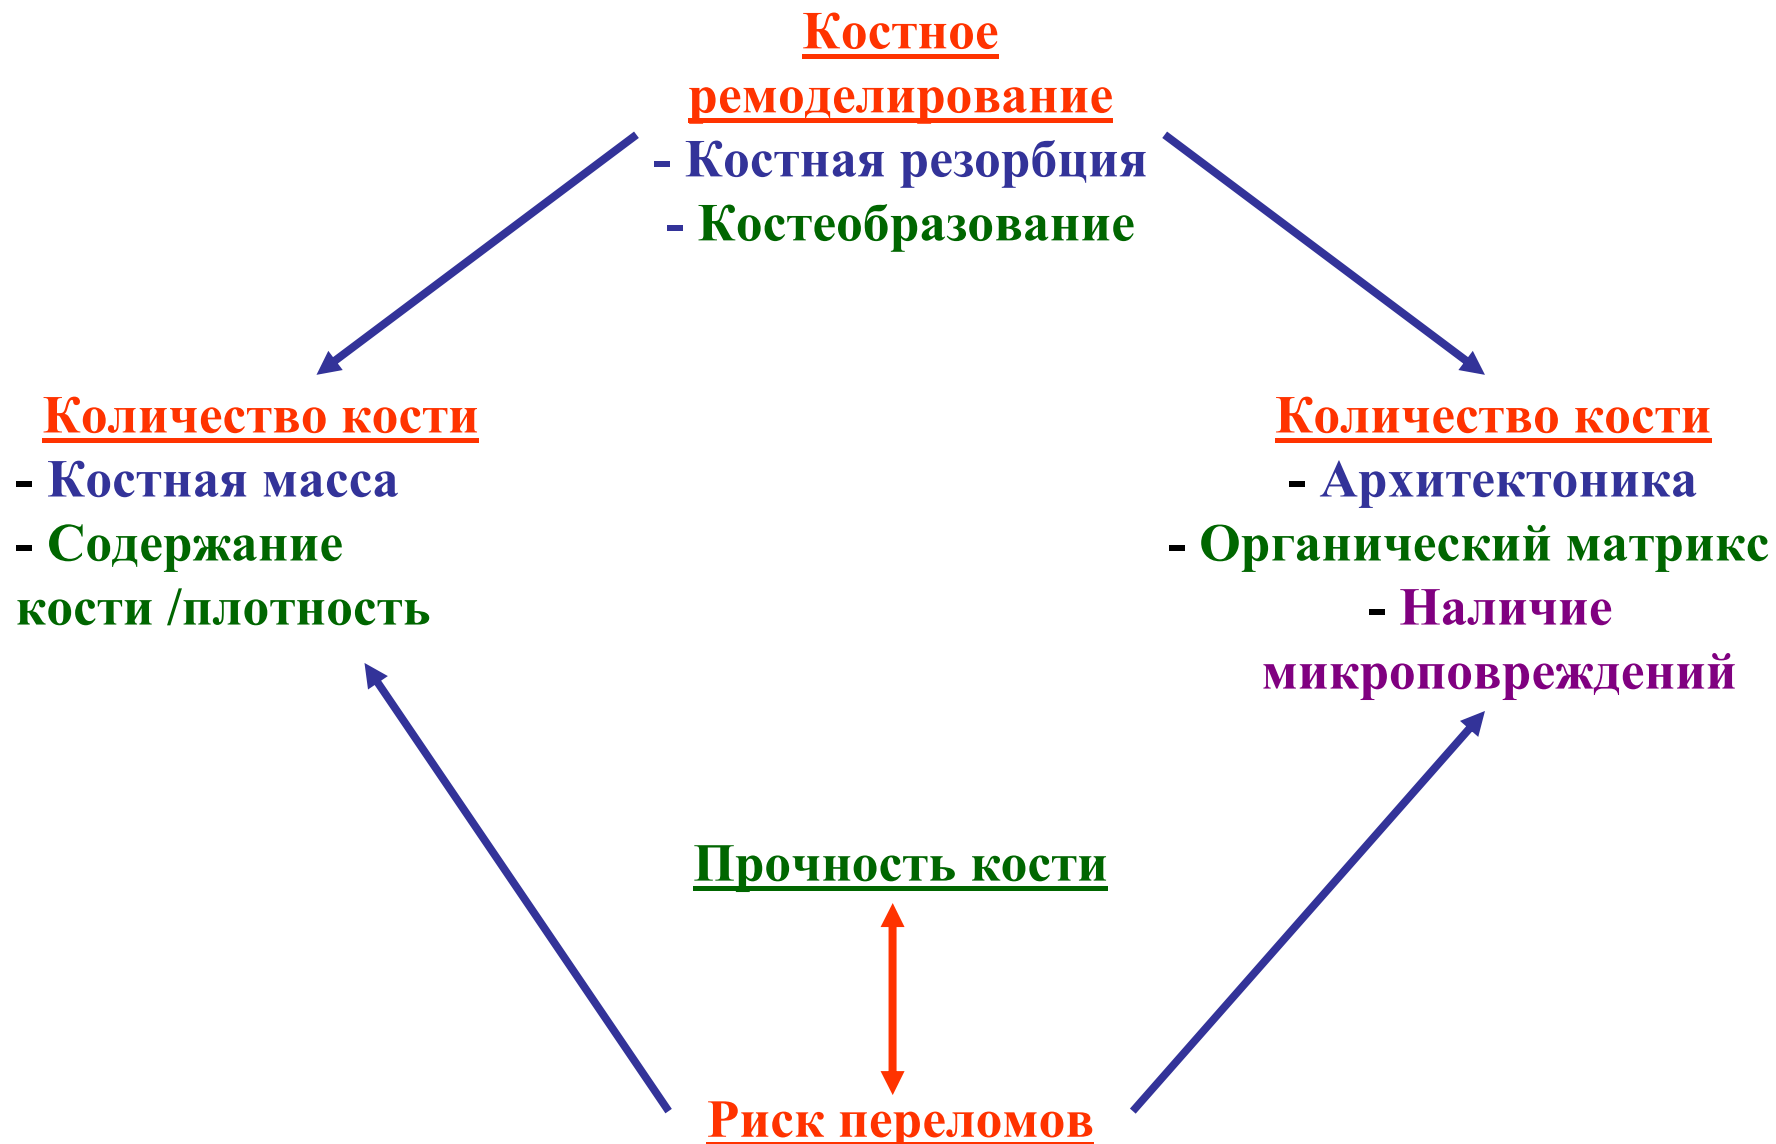 Костное
ремоделирование
- Костная резорбция
- Костеобразование
Количество кости
- Костная масса
- Содержание
кости /плотность
Количество кости
- Архитектоника
- Органический матрикс
- Наличие
микроповреждений
Прочность кости
Риск переломов